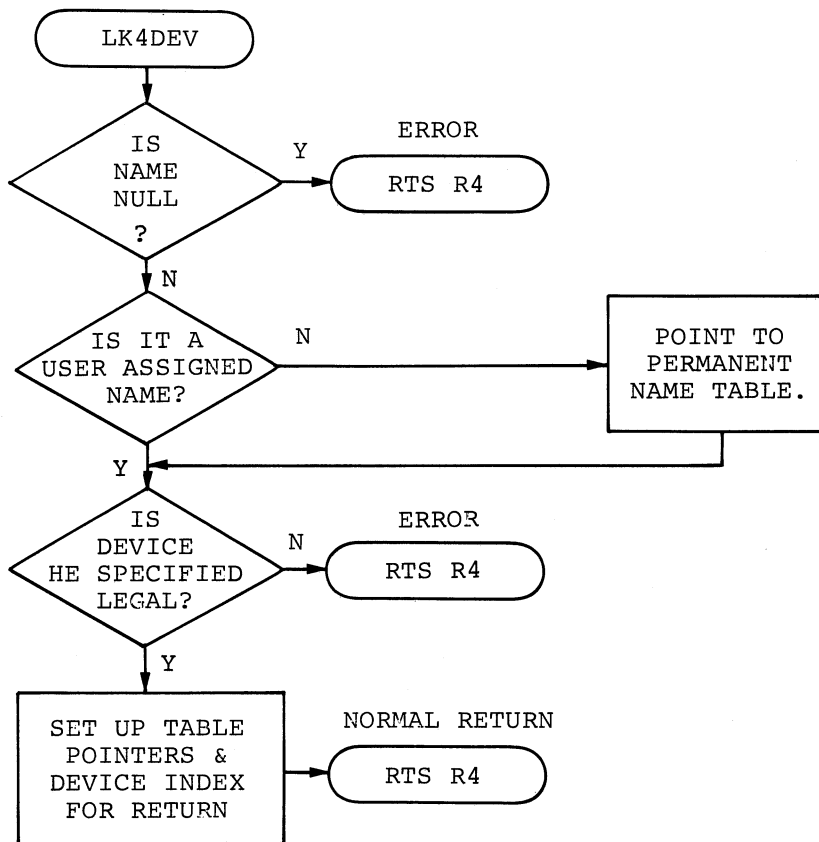 LK4DEV
IS
NAME
NULL
?
Y
ERROR
RTS R4
N
IS IT A
USER ASSIGNED
NAME?
N
POINT TO
PERMANENT
NAME TABLE.
Y
IS
DEVICE
HE SPECIFIED
LEGAL?
N
ERROR
RTS R4
Y
SET UP TABLE
POINTERS &
DEVICE INDEX
FOR RETURN
NORMAL RETURN
RTS R4